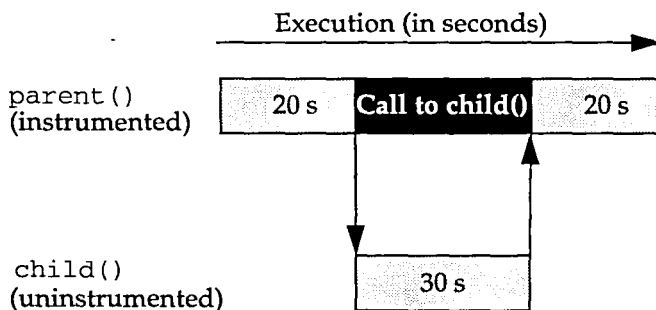 Execution (in seconds)
parent()
(instrumented)
20 s
Call to child()
20 s
child()
(uninstrumented)
30 s